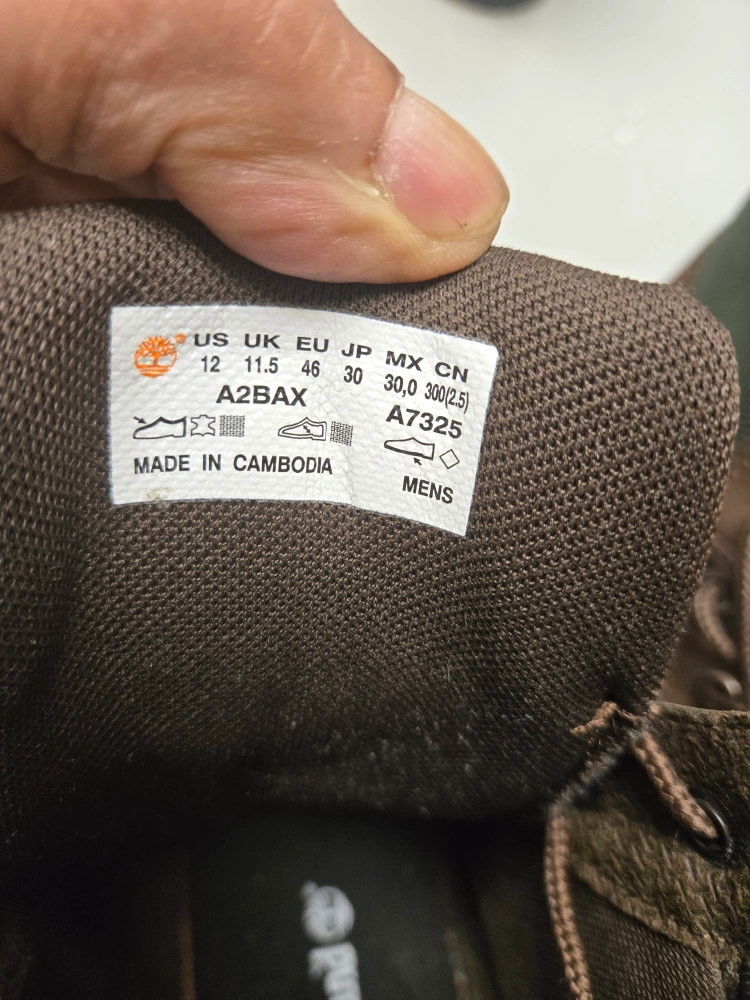 US UK EU JP MX CN
12 11.5 46 30 30,0 300(2.5)
A2BAX A7325
MADE IN CAMBODIA
MENS